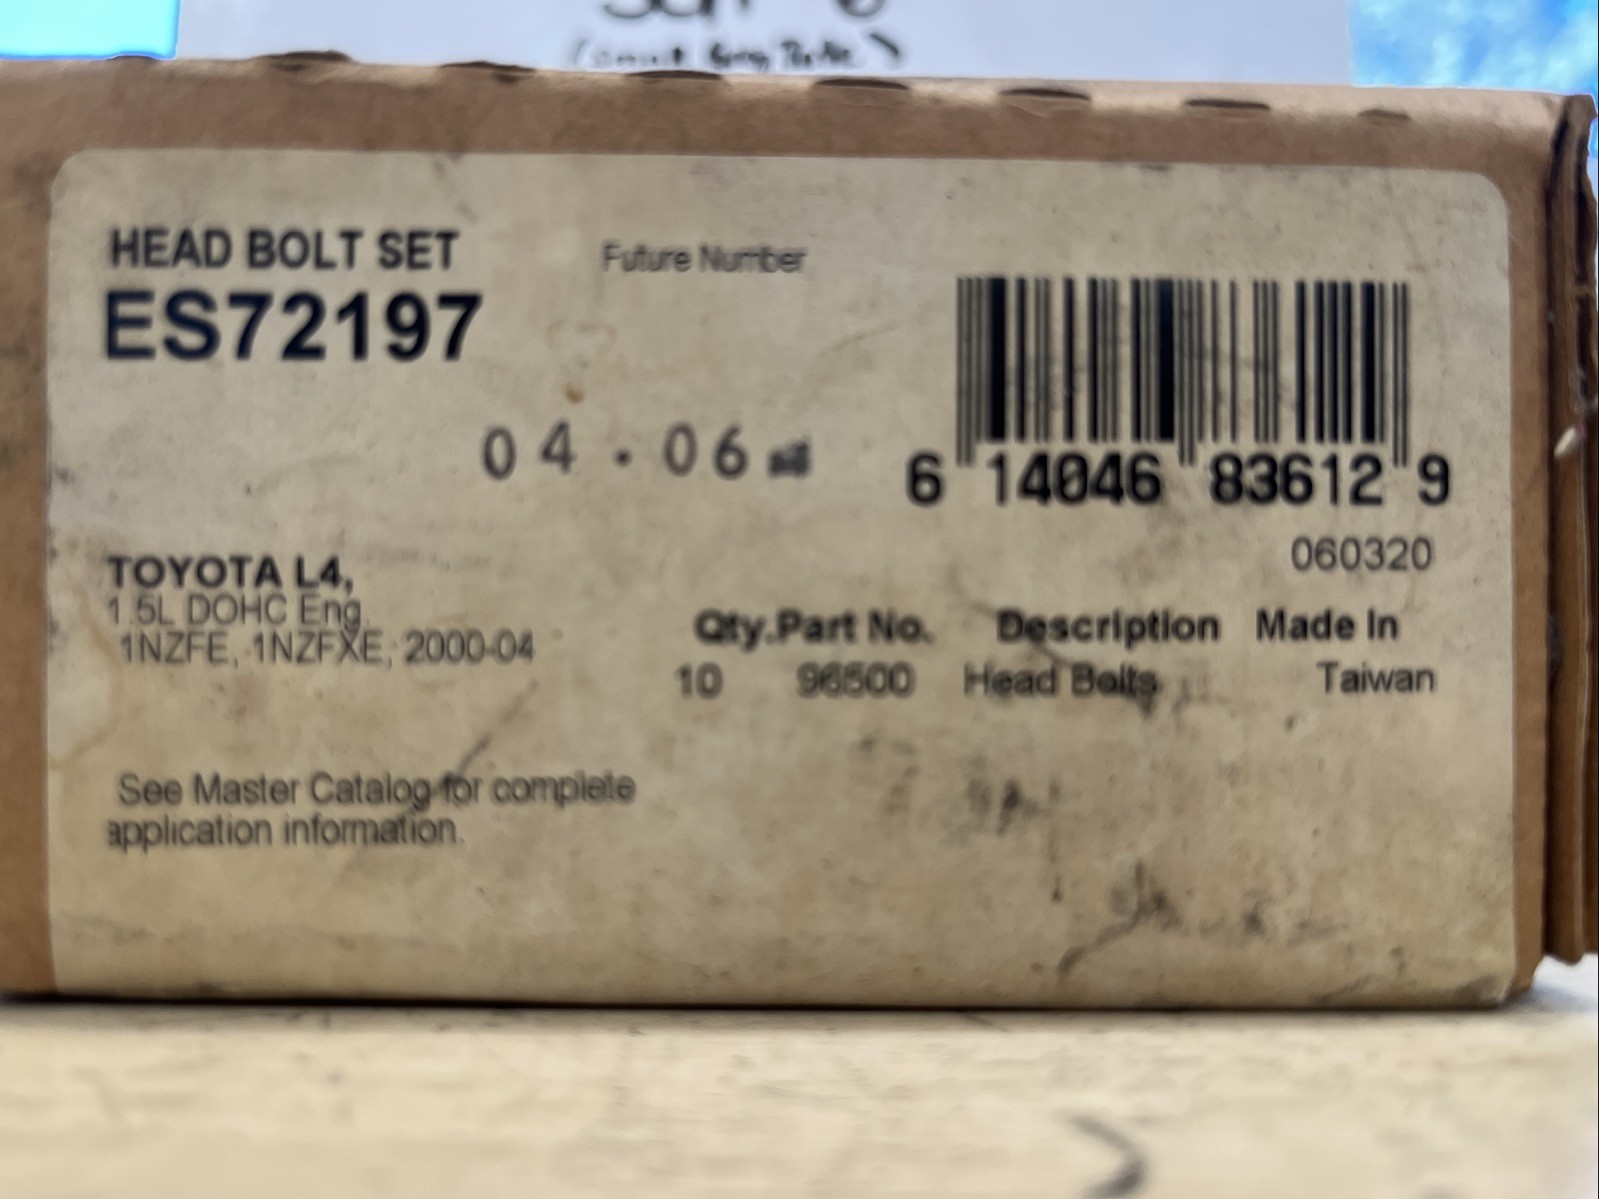 HEAD BOLT SET
Future Number
ES72197
04.06
6 14046 83612 9
060320
TOYOTA L4,
1.5L DOHC Eng.
1NZFE, 1NZFXE, 2000-04
Qty. Part No. Description Made In
10 96500 Head Bolts Taiwan
See Master Catalog for complete
application information.